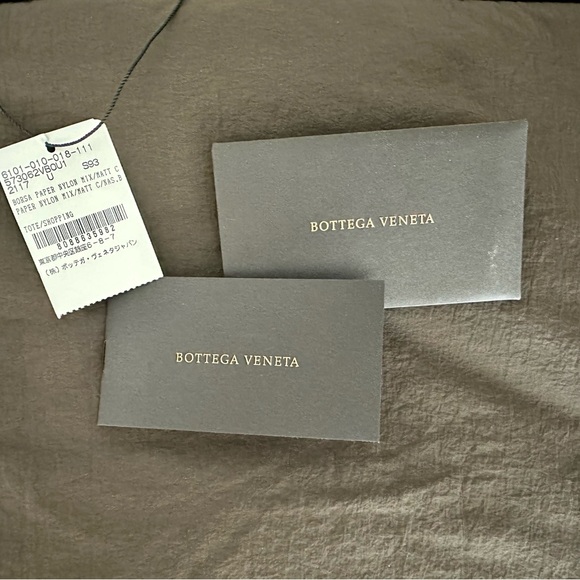 6101-010-018-111
573062VBOU1
2117 U S93
BORSA PAPER NYLON MIX/MATT C
PAPER NYLON MIX/MATT C/NAS.B
TOTE/SHOPPING
8088635982
東京都中央区銀座6-8-7
(株)ボッテガ・ヴェネタジャパン
BOTTEGA VENETA
BOTTEGA VENETA